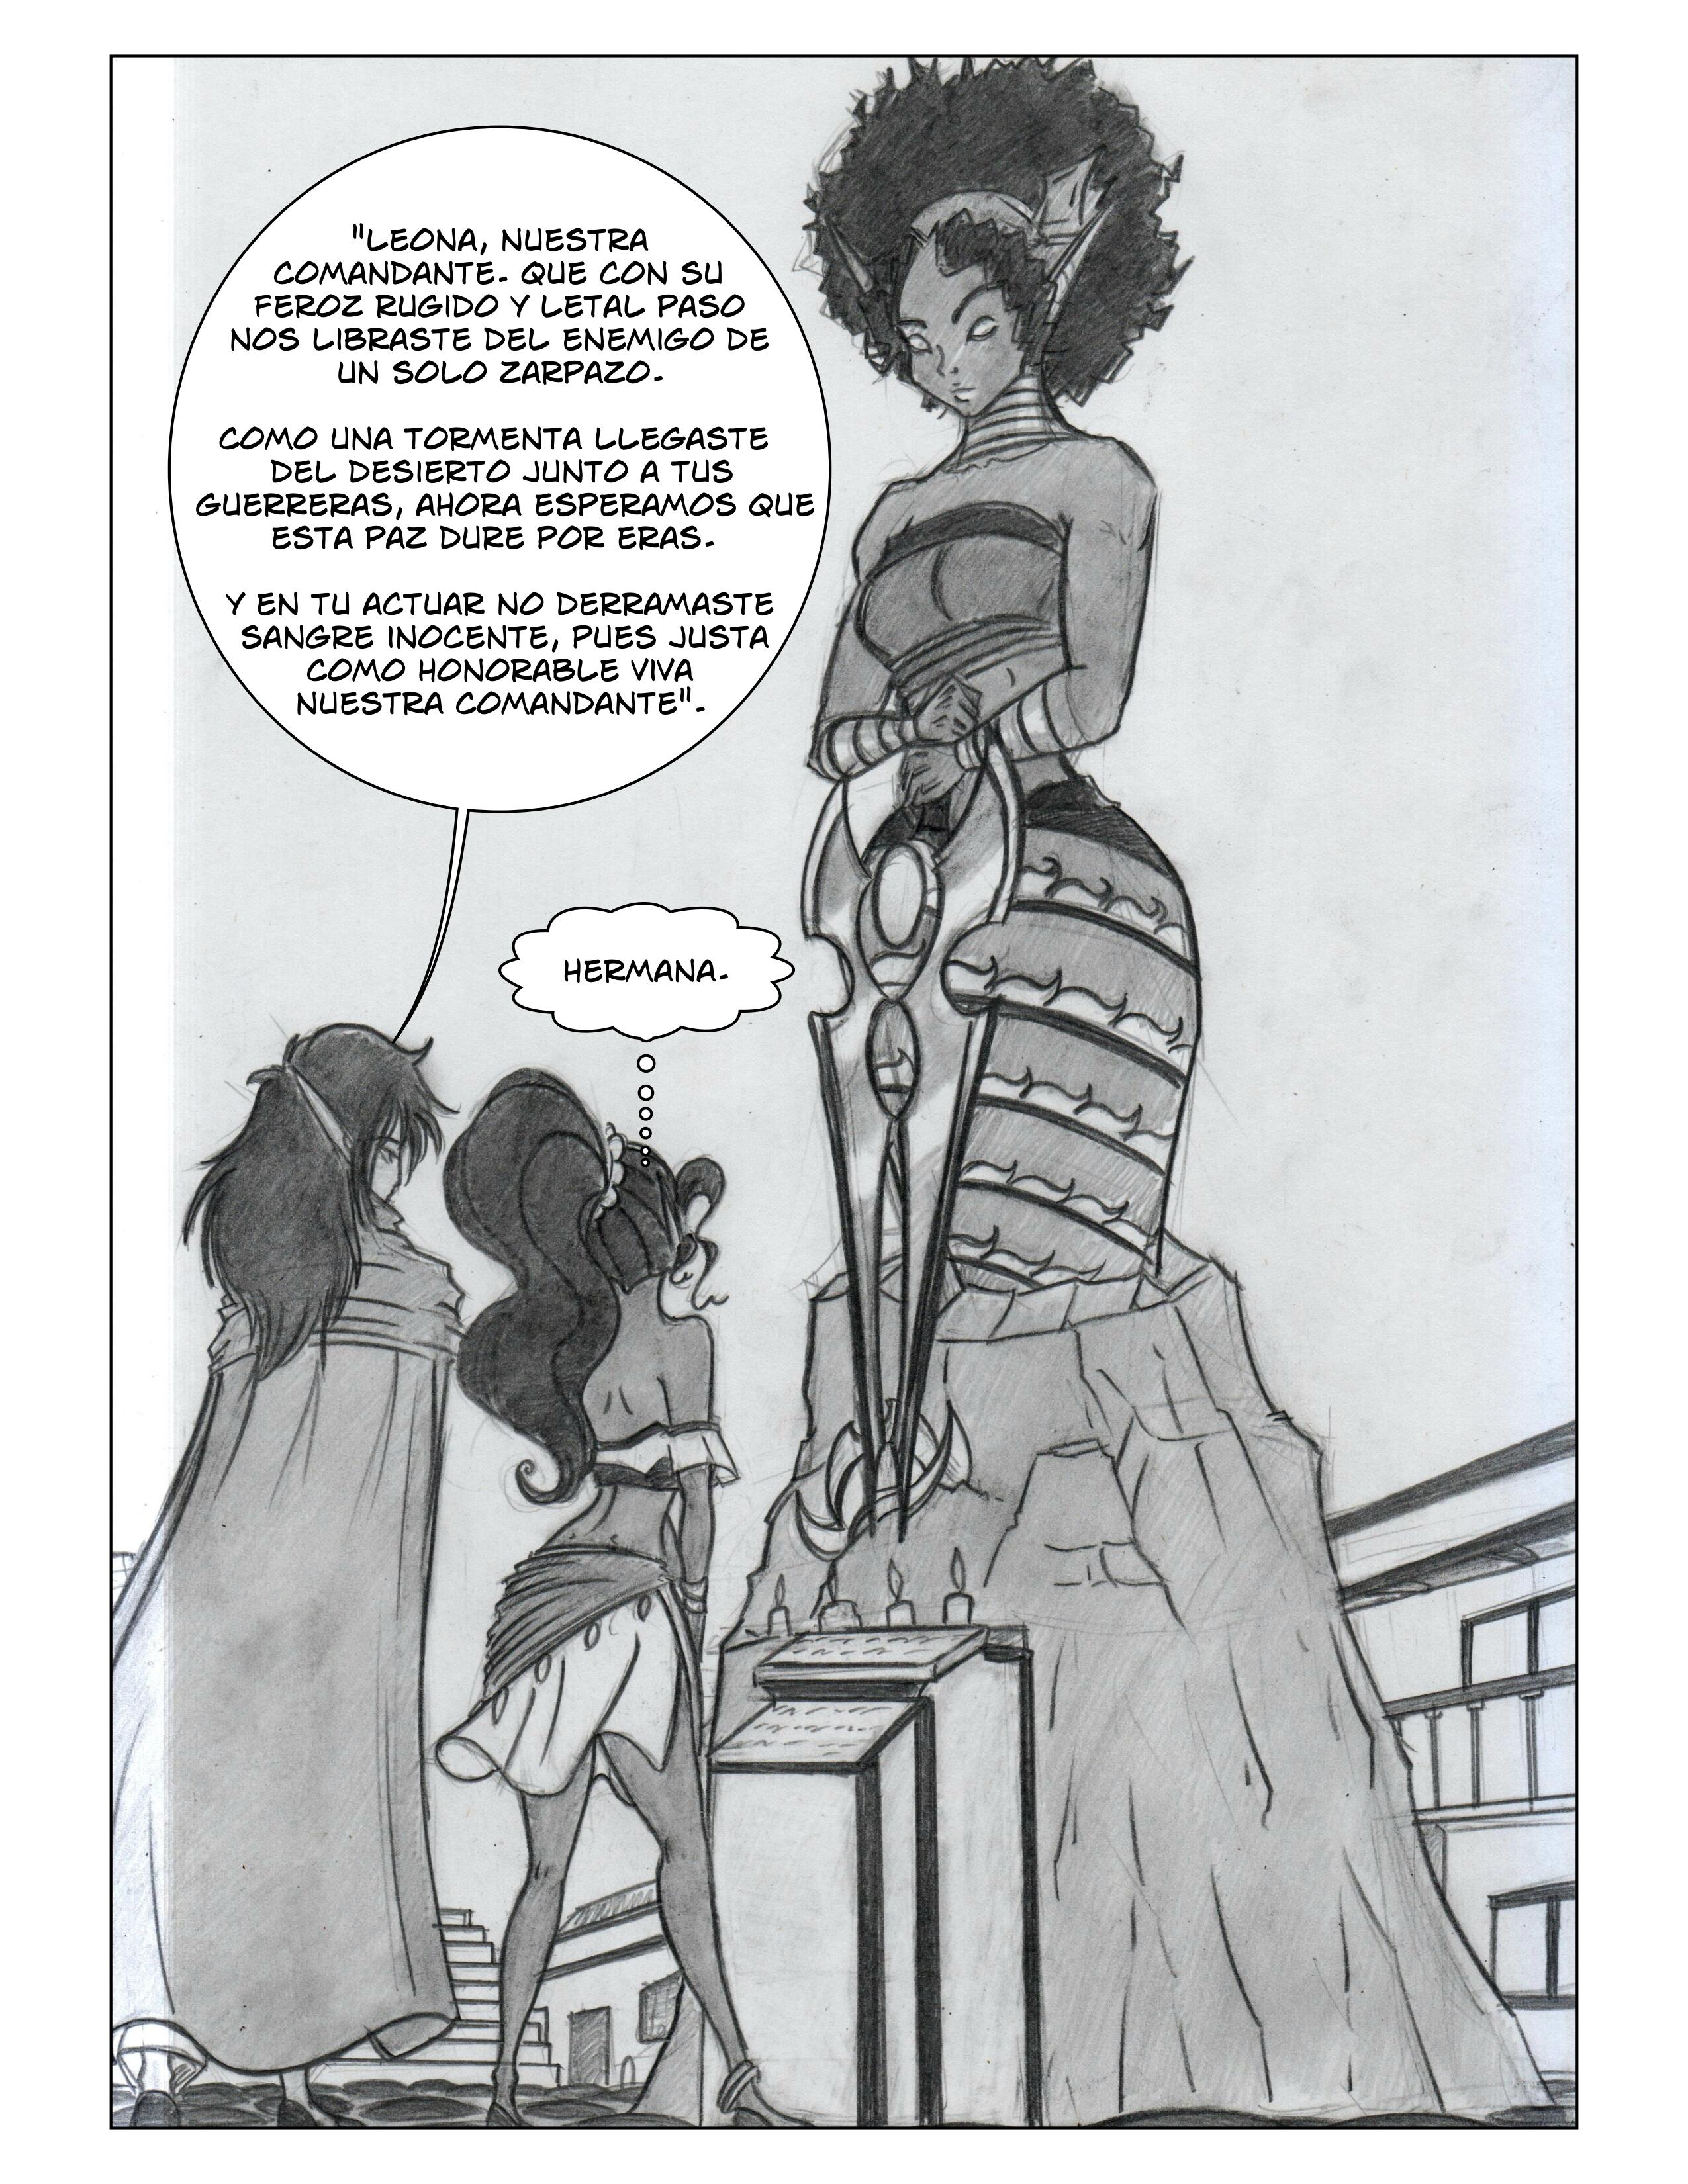 "LEONA, NUESTRA
COMANDANTE. QUE CON SU
FEROZ RUGIDO Y LETAL PASO
NOS LIBRASTE DEL ENEMIGO DE
UN SOLO ZARPAZO.
COMO UNA TORMENTA LLEGASTE
DEL DESIERTO JUNTO A TUS
GUERRERAS, AHORA ESPERAMOS QUE
ESTA PAZ DURE POR ERAS.
Y EN TU ACTUAR NO DERRAMASTE
SANGRE INOCENTE, PUES JUSTA
COMO HONORABLE VIVA
NUESTRA COMANDANTE".
HERMANA.